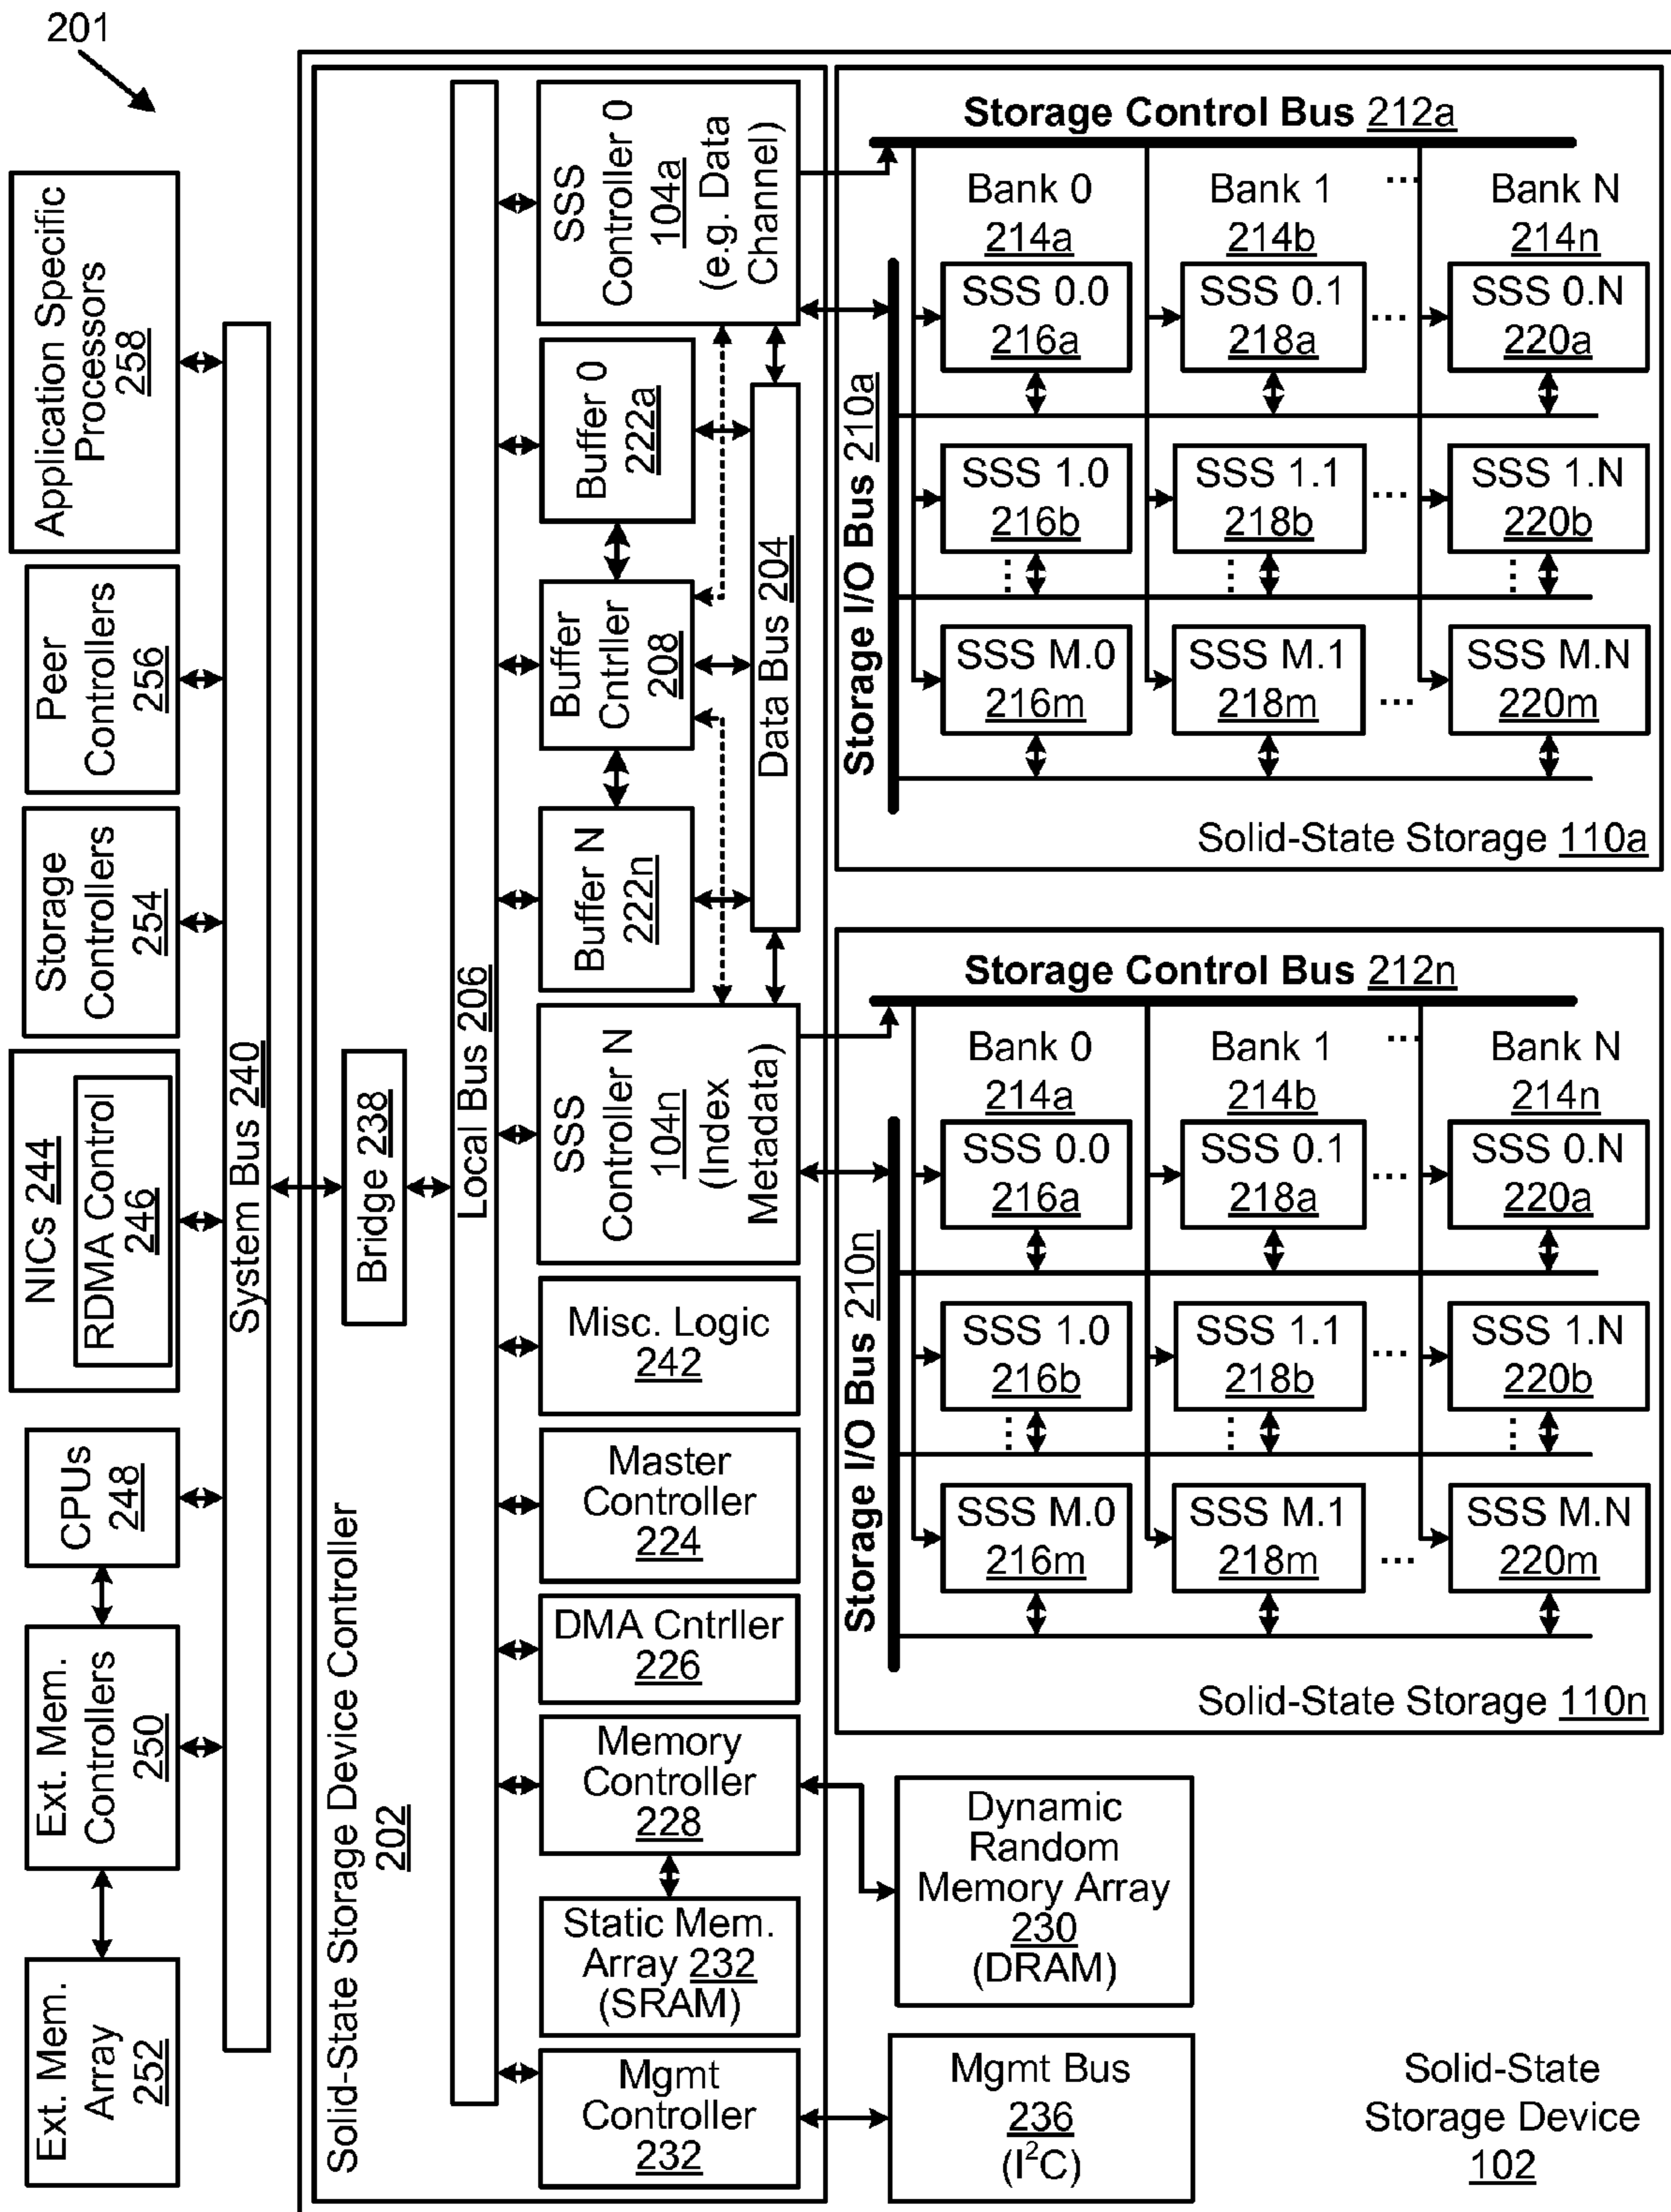 201
Application Specific
Processors
258
Peer
Controllers
256
Storage
Controllers
254
NICs 244
RDMA Control
246
CPUs
248
Ext. Mem.
Controllers
250
Ext. Mem.
Array
252
System Bus 240
Solid-State Storage Device Controller
202
Bridge 238
Local Bus 206
SSS
Controller 0
104a
(e.g. Data
Channel)
Buffer 0
222a
Buffer
Cntrller
208
Buffer N
222n
Data Bus 204
SSS
Controller N
104n
(Index
Metadata)
Misc. Logic
242
Master
Controller
224
DMA Cntrller
226
Memory
Controller
228
Static Mem.
Array 232
(SRAM)
Mgmt
Controller
232
Storage Control Bus 212a
Storage I/O Bus 210a
Bank 0
214a
Bank 1
214b
...
Bank N
214n
SSS 0.0
216a
SSS 0.1
218a
...
SSS 0.N
220a
SSS 1.0
216b
SSS 1.1
218b
...
SSS 1.N
220b
SSS M.0
216m
SSS M.1
218m
...
SSS M.N
220m
Solid-State Storage 110a
Storage Control Bus 212n
Storage I/O Bus 210n
Bank 0
214a
Bank 1
214b
...
Bank N
214n
SSS 0.0
216a
SSS 0.1
218a
...
SSS 0.N
220a
SSS 1.0
216b
SSS 1.1
218b
...
SSS 1.N
220b
SSS M.0
216m
SSS M.1
218m
...
SSS M.N
220m
Solid-State Storage 110n
Dynamic
Random
Memory Array
230
(DRAM)
Mgmt Bus
236
(I²C)
Solid-State
Storage Device
102